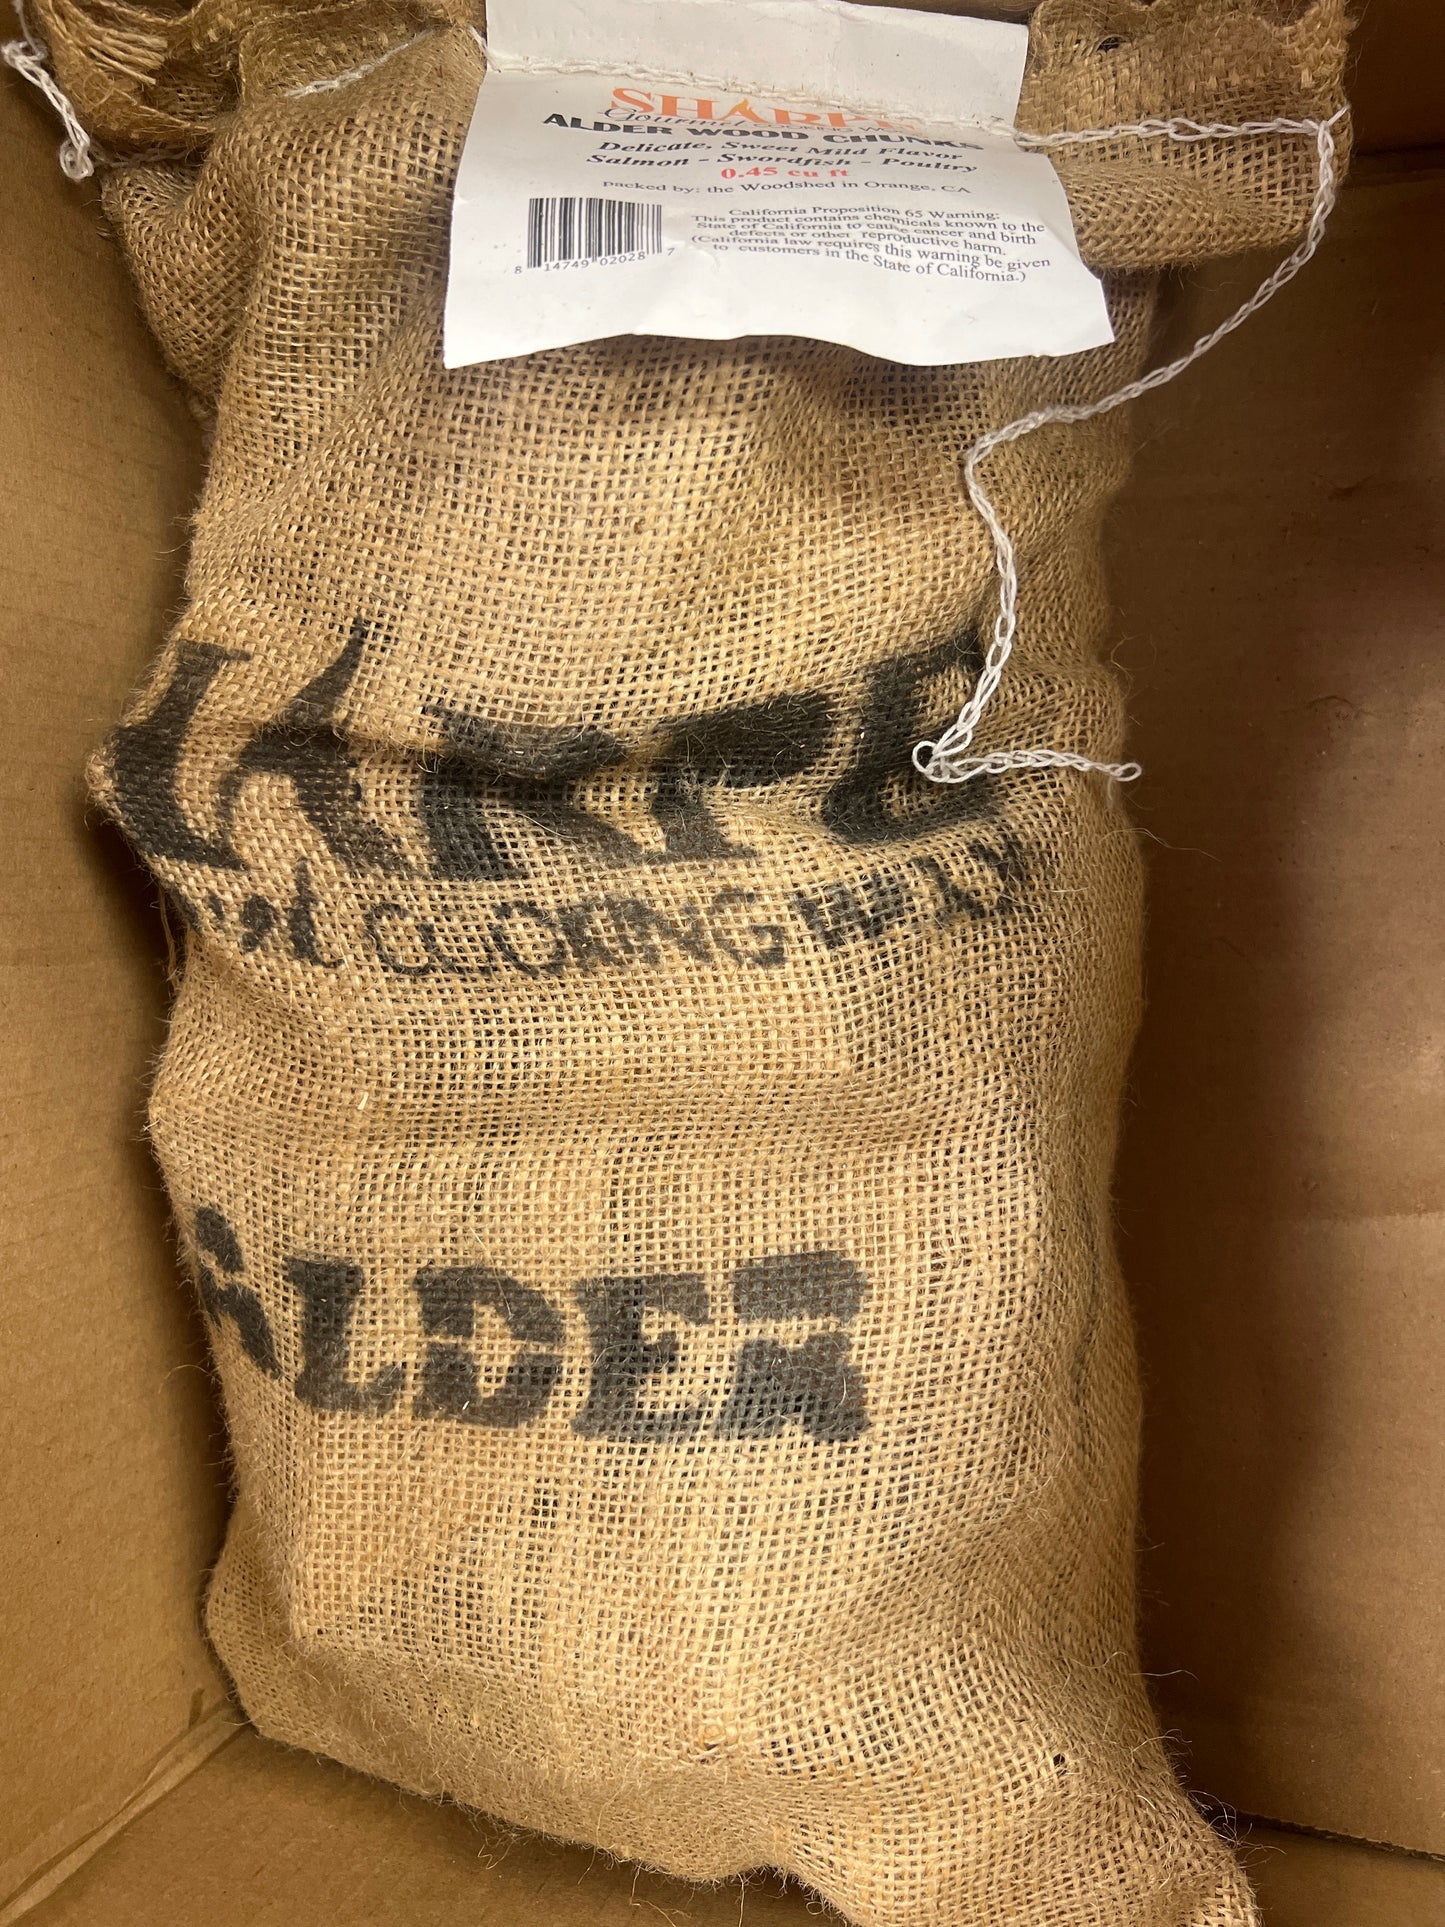 Gourmet
ALDER WOOD CHUNKS
Delicate, Sweet Mild Flavor
Salmon - Swordfish - Poultry
0.45 cu ft
packed by: the Woodshed in Orange, CA
California Proposition 65 Warning:
This product contains chemicals known to the
State of California to cause cancer and birth
defects or other reproductive harm.
(California law requires this warning be given
to customers in the State of California.)
8 14749 02028 7
COOKING
ALDER